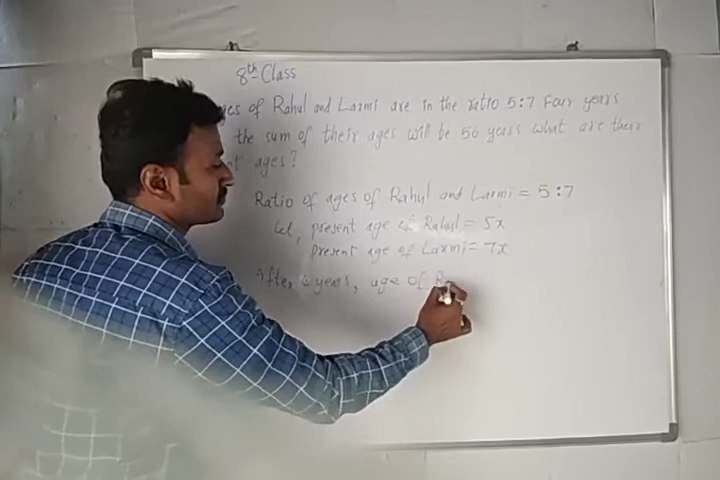 8th Class
of Rahul and Laxmi are in the ratio 5:7 Four years
the sum of their ages will be 56 years what are their
ages?
Ratio of ages of Rahul and Laxmi = 5:7
Let, present age of Rahul = 5x
Present age of Laxmi = 7x
After 4 years, age of R